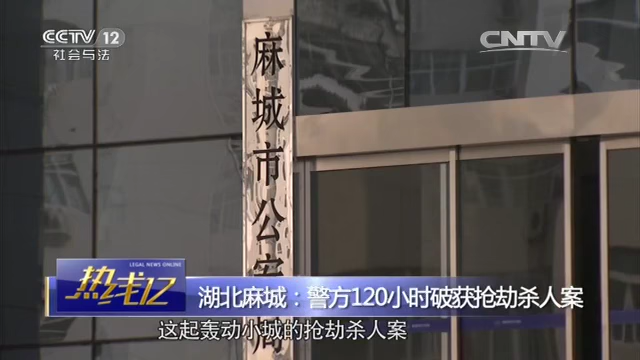 CCTV 12
社会与法
CNTV
麻城市公安局
LEGAL NEWS ONLINE
热线12
湖北麻城：警方120小时破获抢劫杀人案
这起轰动小城的抢劫杀人案